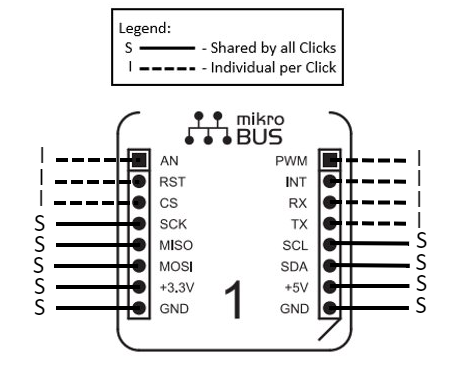 Legend:
S - Shared by all Clicks
I - Individual per Click
mikro
BUS
I AN PWM I
I RST INT I
I CS RX I
S SCK TX I
S MISO SCL S
S MOSI SDA S
S +3.3V +5V S
S GND GND S
1